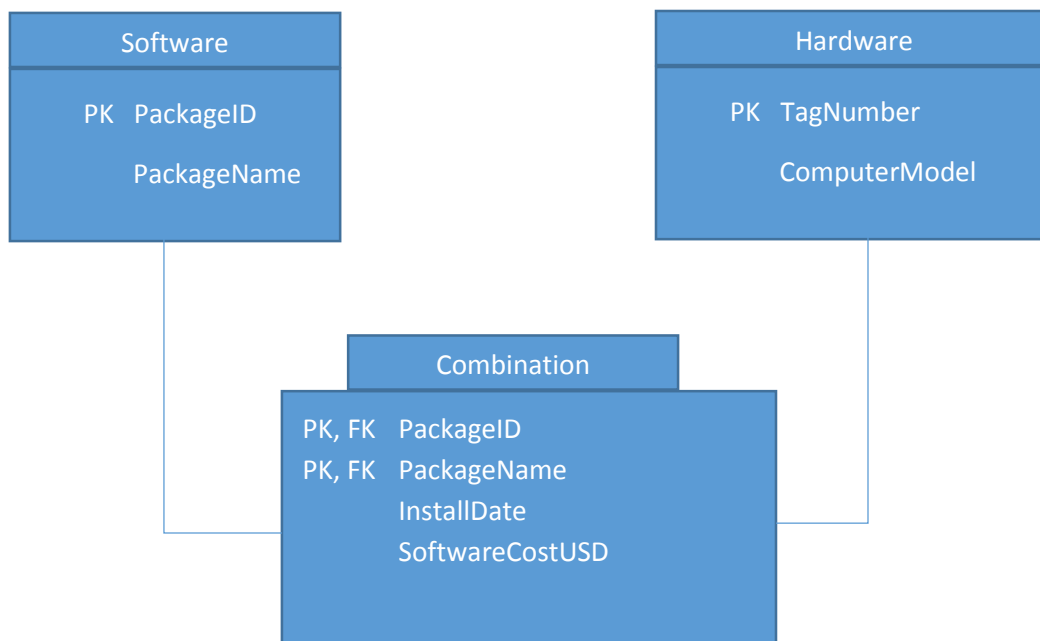 Software
PK PackageID
PackageName
Hardware
PK TagNumber
ComputerModel
Combination
PK, FK PackageID
PK, FK PackageName
InstallDate
SoftwareCostUSD